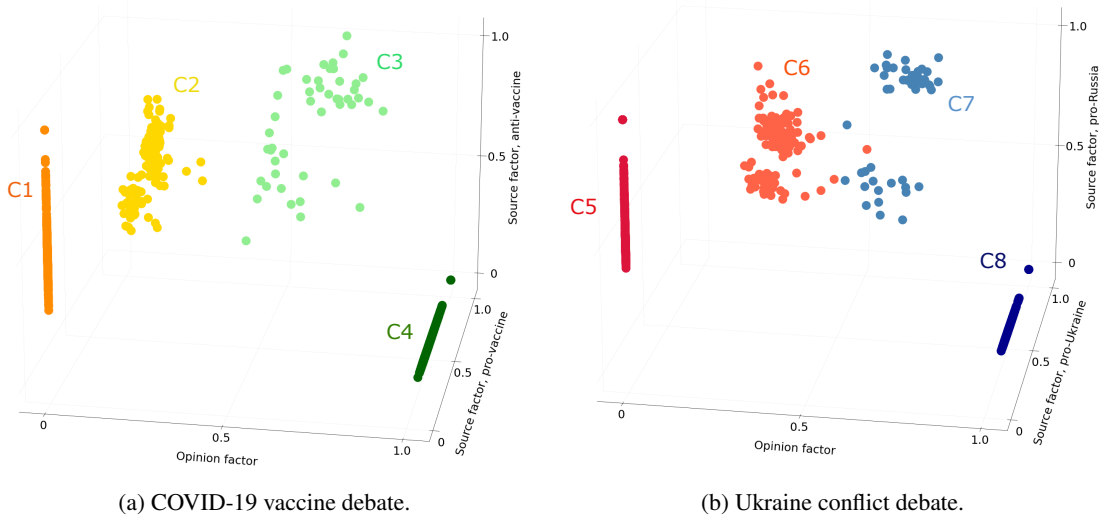 C1
C2
C3
C4
0
0.5
1.0
Opinion factor
0
0.5
1.0
Source factor, pro-vaccine
0
0.5
1.0
Source factor, anti-vaccine
(a) COVID-19 vaccine debate.
C5
C6
C7
C8
0
0.5
1.0
Opinion factor
0
0.5
1.0
Source factor, pro-Ukraine
0
0.5
1.0
Source factor, pro-Russia
(b) Ukraine conflict debate.